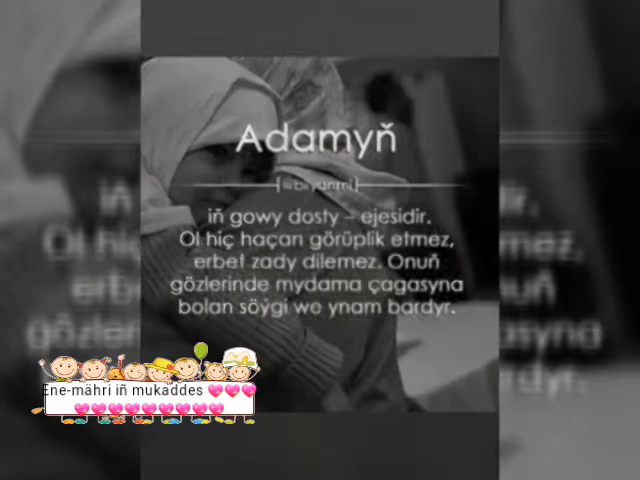 Adamyň
iň gowy dosty – ejesidir.
Ol hiç haçan görüplik etmez,
erbet zady dilemez. Onuň
gözlerinde mydama çagasyna
bolan söýgi we ynam bardyr.
Ene-mähri iň mukaddes 💖💖💖
💖💖💖💖💖💖💖💖💖